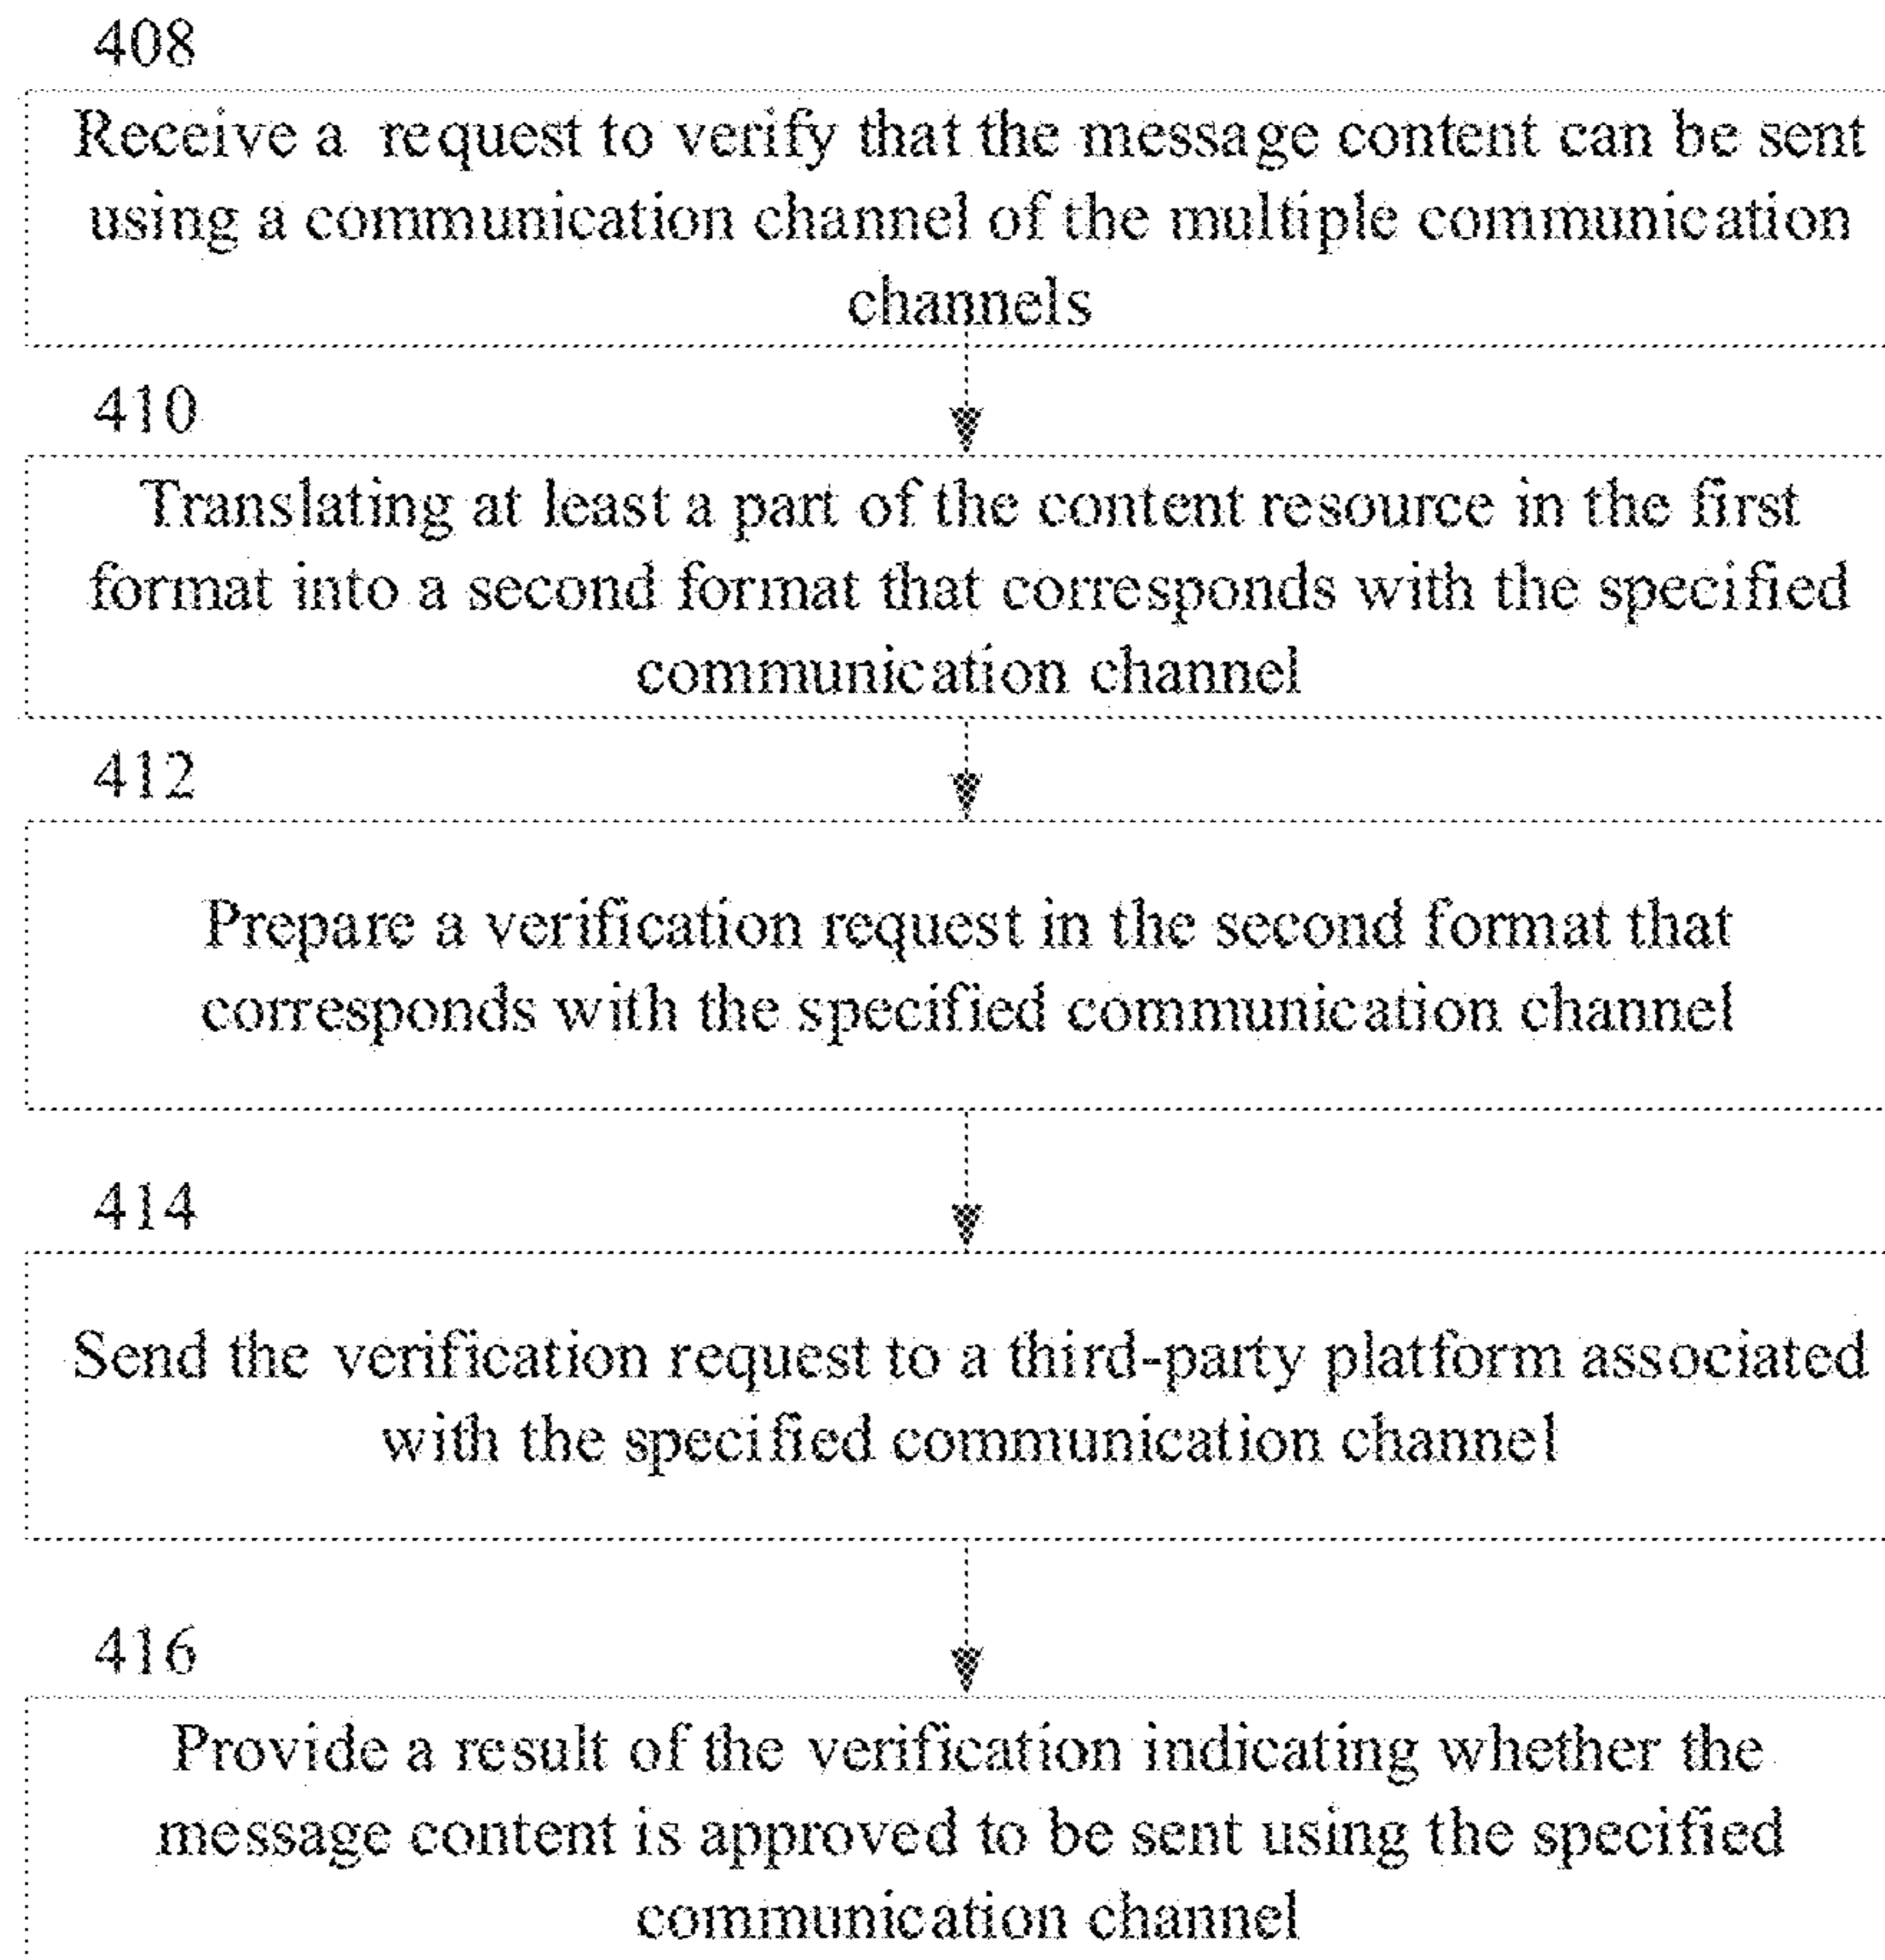 408
Receive a request to verify that the message content can be sent
using a communication channel of the multiple communication
channels
410
Translating at least a part of the content resource in the first
format into a second format that corresponds with the specified
communication channel
412
Prepare a verification request in the second format that
corresponds with the specified communication channel
414
Send the verification request to a third-party platform associated
with the specified communication channel
416
Provide a result of the verification indicating whether the
message content is approved to be sent using the specified
communication channel